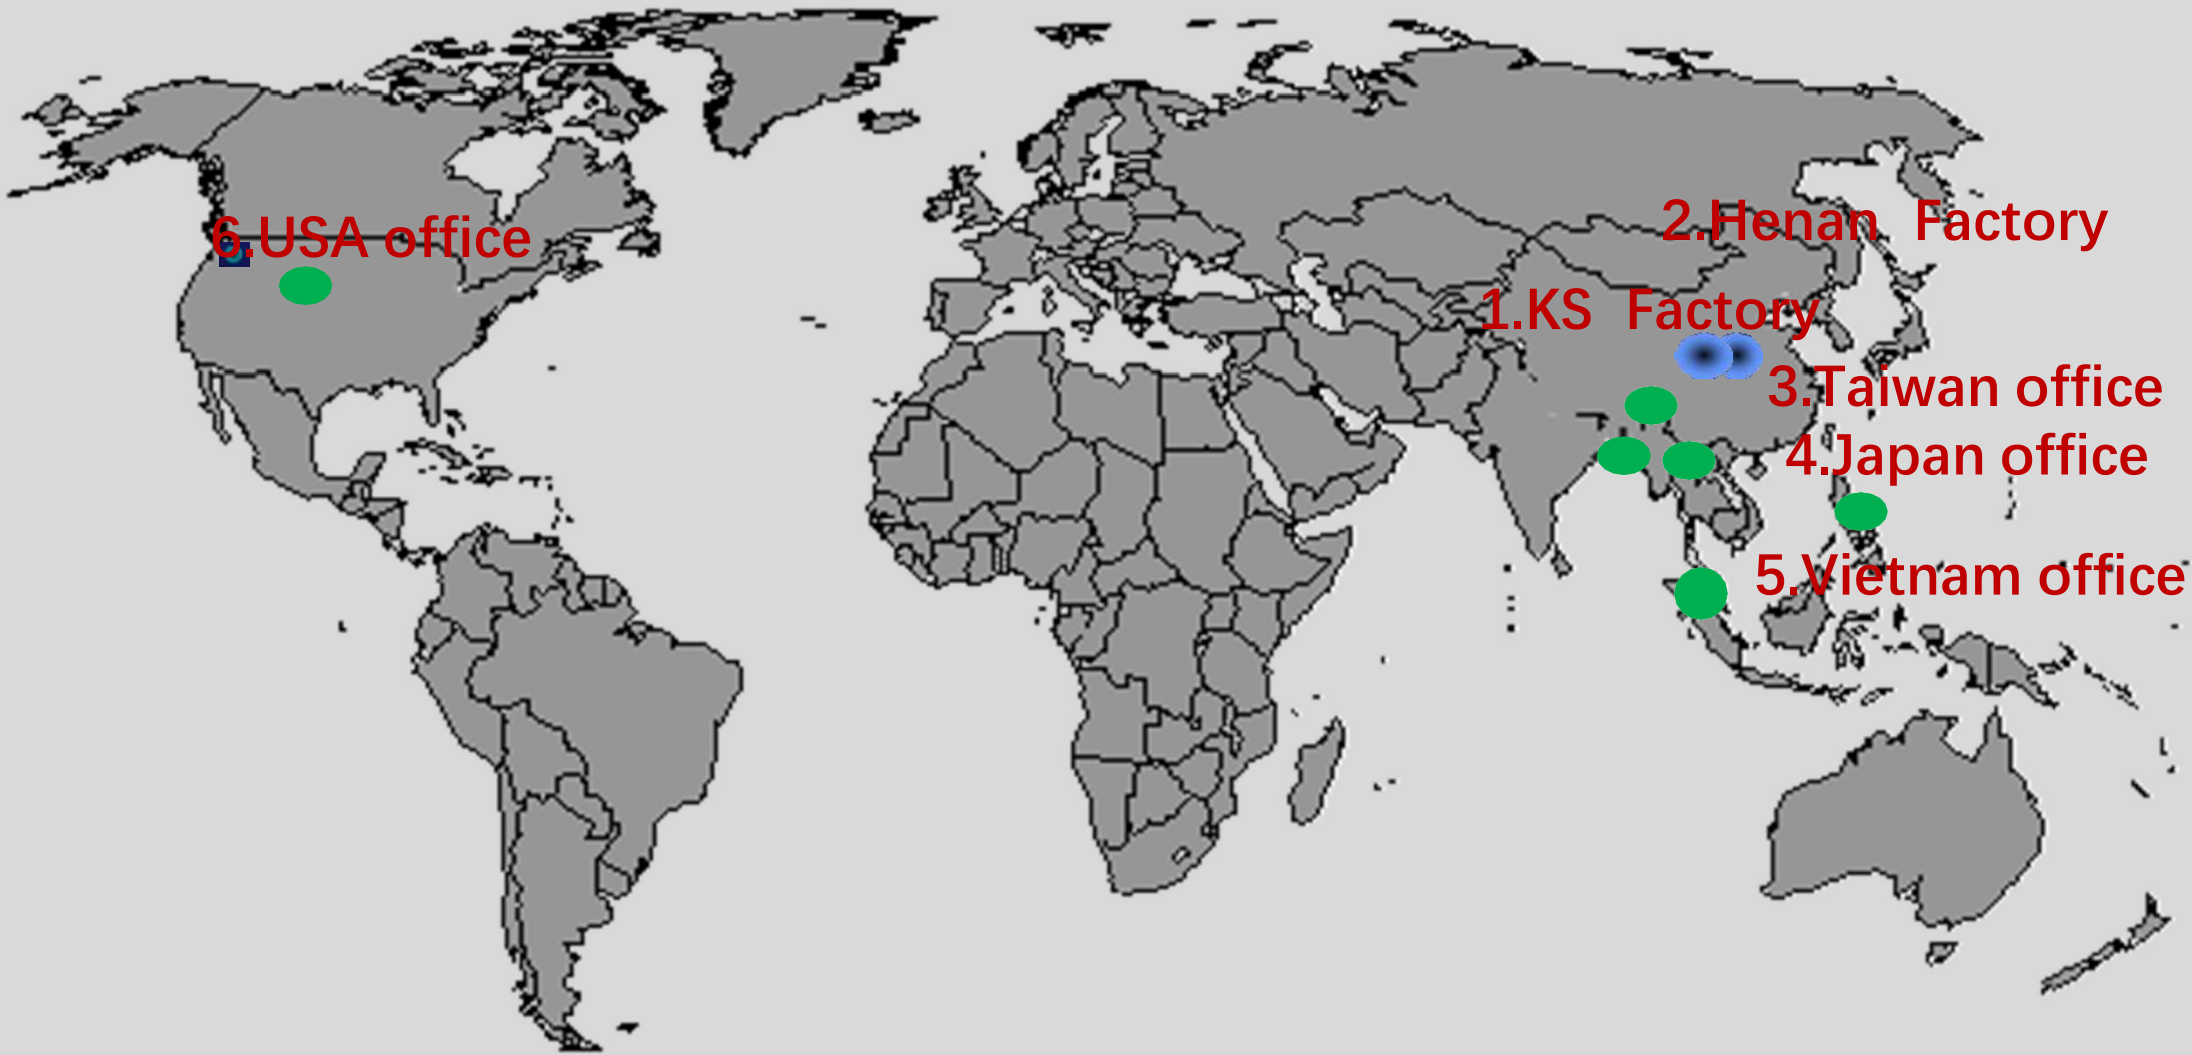 2.Henan Factory
6.USA office
1.KS Factory
3.Taiwan office
4.Japan office
5.Vietnam office